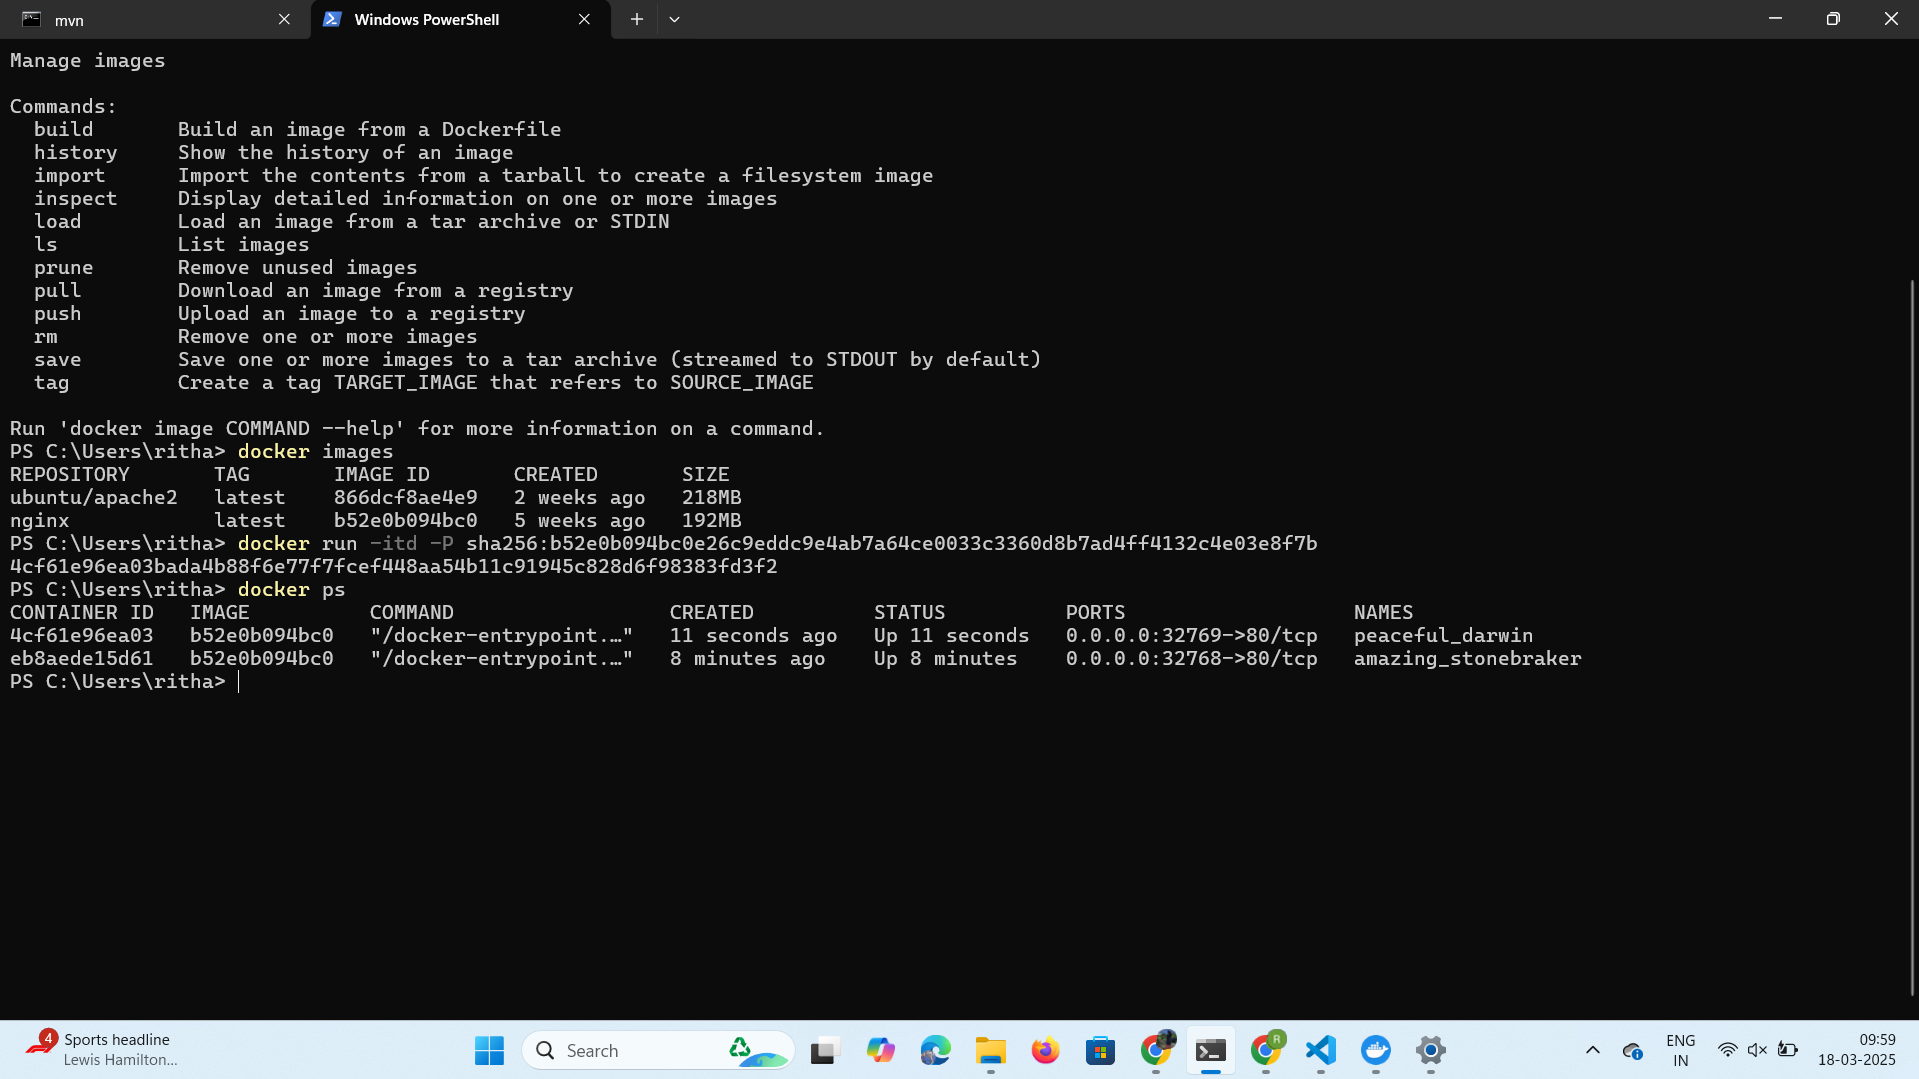 mvn
Windows PowerShell
Manage images
Commands:
build Build an image from a Dockerfile
history Show the history of an image
import Import the contents from a tarball to create a filesystem image
inspect Display detailed information on one or more images
load Load an image from a tar archive or STDIN
ls List images
prune Remove unused images
pull Download an image from a registry
push Upload an image to a registry
rm Remove one or more images
save Save one or more images to a tar archive (streamed to STDOUT by default)
tag Create a tag TARGET_IMAGE that refers to SOURCE_IMAGE
Run 'docker image COMMAND --help' for more information on a command.
PS C:\Users\ritha> docker images
REPOSITORY TAG IMAGE ID CREATED SIZE
ubuntu/apache2 latest 866dcf8ae4e9 2 weeks ago 218MB
nginx latest b52e0b094bc0 5 weeks ago 192MB
PS C:\Users\ritha> docker run -itd -P sha256:b52e0b094bc0e26c9eddc9e4ab7a64ce0033c3360d8b7ad4ff4132c4e03e8f7b
4cf61e96ea03bada4b88f6e77f7fcef448aa54b11c91945c828d6f98383fd3f2
PS C:\Users\ritha> docker ps
CONTAINER ID IMAGE COMMAND CREATED STATUS PORTS NAMES
4cf61e96ea03 b52e0b094bc0 "/docker-entrypoint.…" 11 seconds ago Up 11 seconds 0.0.0.0:32769->80/tcp peaceful_darwin
eb8aede15d61 b52e0b094bc0 "/docker-entrypoint.…" 8 minutes ago Up 8 minutes 0.0.0.0:32768->80/tcp amazing_stonebraker
PS C:\Users\ritha>
4
Sports headline
Lewis Hamilton...
Search
R
ENG
IN
09:59
18-03-2025